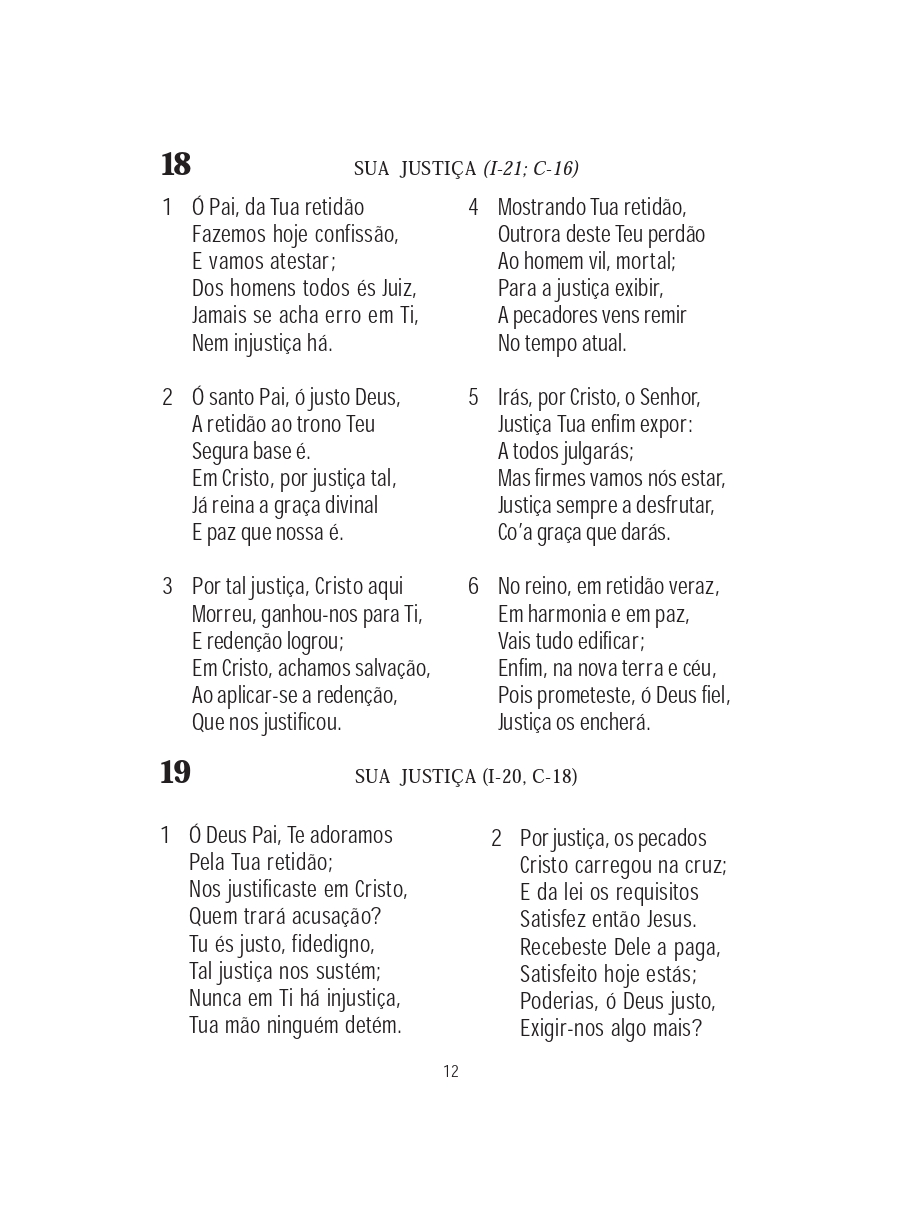 18
SUA JUSTIÇA (I-21; C-16)
1 Ó Pai, da Tua retidão
Fazemos hoje confissão,
E vamos atestar;
Dos homens todos és Juiz,
Jamais se acha erro em Ti,
Nem injustiça há.
2 Ó santo Pai, ó justo Deus,
A retidão ao trono Teu
Segura base é.
Em Cristo, por justiça tal,
Já reina a graça divinal
E paz que nossa é.
3 Por tal justiça, Cristo aqui
Morreu, ganhou-nos para Ti,
E redenção logrou;
Em Cristo, achamos salvação,
Ao aplicar-se a redenção,
Que nos justificou.
4 Mostrando Tua retidão,
Outrora deste Teu perdão
Ao homem vil, mortal;
Para a justiça exibir,
A pecadores vens remir
No tempo atual.
5 Irás, por Cristo, o Senhor,
Justiça Tua enfim expor:
A todos julgarás;
Mas firmes vamos nós estar,
Justiça sempre a desfrutar,
Co’a graça que darás.
6 No reino, em retidão veraz,
Em harmonia e em paz,
Vais tudo edificar;
Enfim, na nova terra e céu,
Pois prometeste, ó Deus fiel,
Justiça os encherá.
19
SUA JUSTIÇA (I-20, C-18)
1 Ó Deus Pai, Te adoramos
Pela Tua retidão;
Nos justificaste em Cristo,
Quem trará acusação?
Tu és justo, fidedigno,
Tal justiça nos sustém;
Nunca em Ti há injustiça,
Tua mão ninguém detém.
2 Por justiça, os pecados
Cristo carregou na cruz;
E da lei os requisitos
Satisfez então Jesus.
Recebeste Dele a paga,
Satisfeito hoje estás;
Poderias, ó Deus justo,
Exigir-nos algo mais?
12